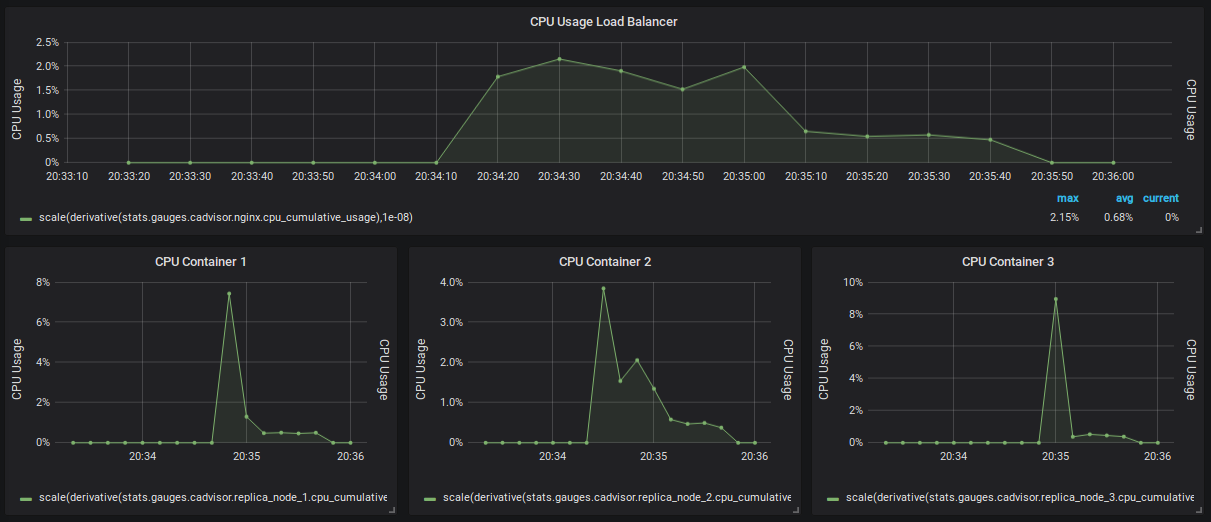 CPU Usage Load Balancer
2.5%
2.0%
1.5%
1.0%
0.5%
0%
CPU Usage
CPU Usage
20:33:10 20:33:20 20:33:30 20:33:40 20:33:50 20:34:00 20:34:10 20:34:20 20:34:30 20:34:40 20:34:50 20:35:00 20:35:10 20:35:20 20:35:30 20:35:40 20:35:50 20:36:00
max avg current
scale(derivative(stats.gauges.cadvisor.nginx.cpu_cumulative_usage),1e-08) 2.15% 0.68% 0%
CPU Container 1
8%
6%
4%
2%
0%
CPU Usage
CPU Usage
20:34 20:35 20:36
scale(derivative(stats.gauges.cadvisor.replica_node_1.cpu_cumulative
CPU Container 2
4.0%
3.0%
2.0%
1.0%
0%
CPU Usage
CPU Usage
20:34 20:35 20:36
scale(derivative(stats.gauges.cadvisor.replica_node_2.cpu_cumulative
CPU Container 3
10%
8%
6%
4%
2%
0%
CPU Usage
CPU Usage
20:34 20:35 20:36
scale(derivative(stats.gauges.cadvisor.replica_node_3.cpu_cumulative